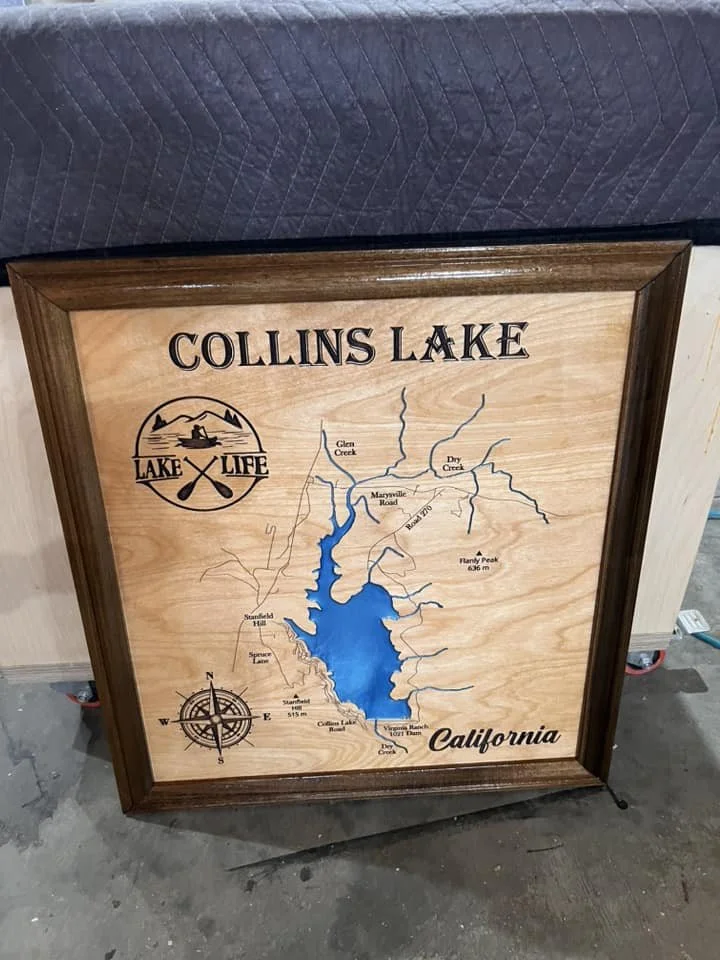 COLLINS LAKE
LAKE LIFE
Glen
Creek
Dry
Creek
Marysville
Road
Road 270
Flanly Peak
636 m
Stanfield
Hill
Spruce
Lane
Stanfield
Hill
515 m
Collins Lake
Road
Virginia Ranch
1021 Dam
Dry
Creek
N
W
E
S
California